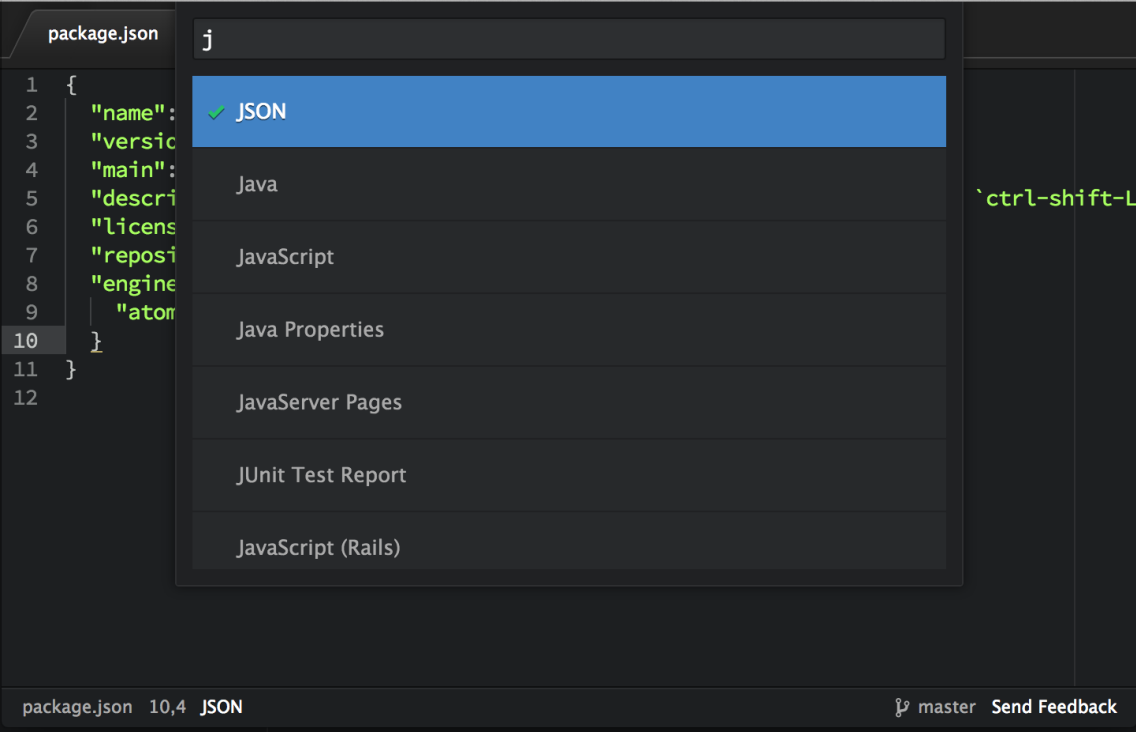 package.json
j
JSON
Java
JavaScript
Java Properties
JavaServer Pages
JUnit Test Report
JavaScript (Rails)
1 {
2 "name":
3 "versio
4 "main":
5 "descri `ctrl-shift-L
6 "licens
7 "reposi
8 "engine
9 "atom
10 }
11 }
12
package.json 10,4 JSON master Send Feedback